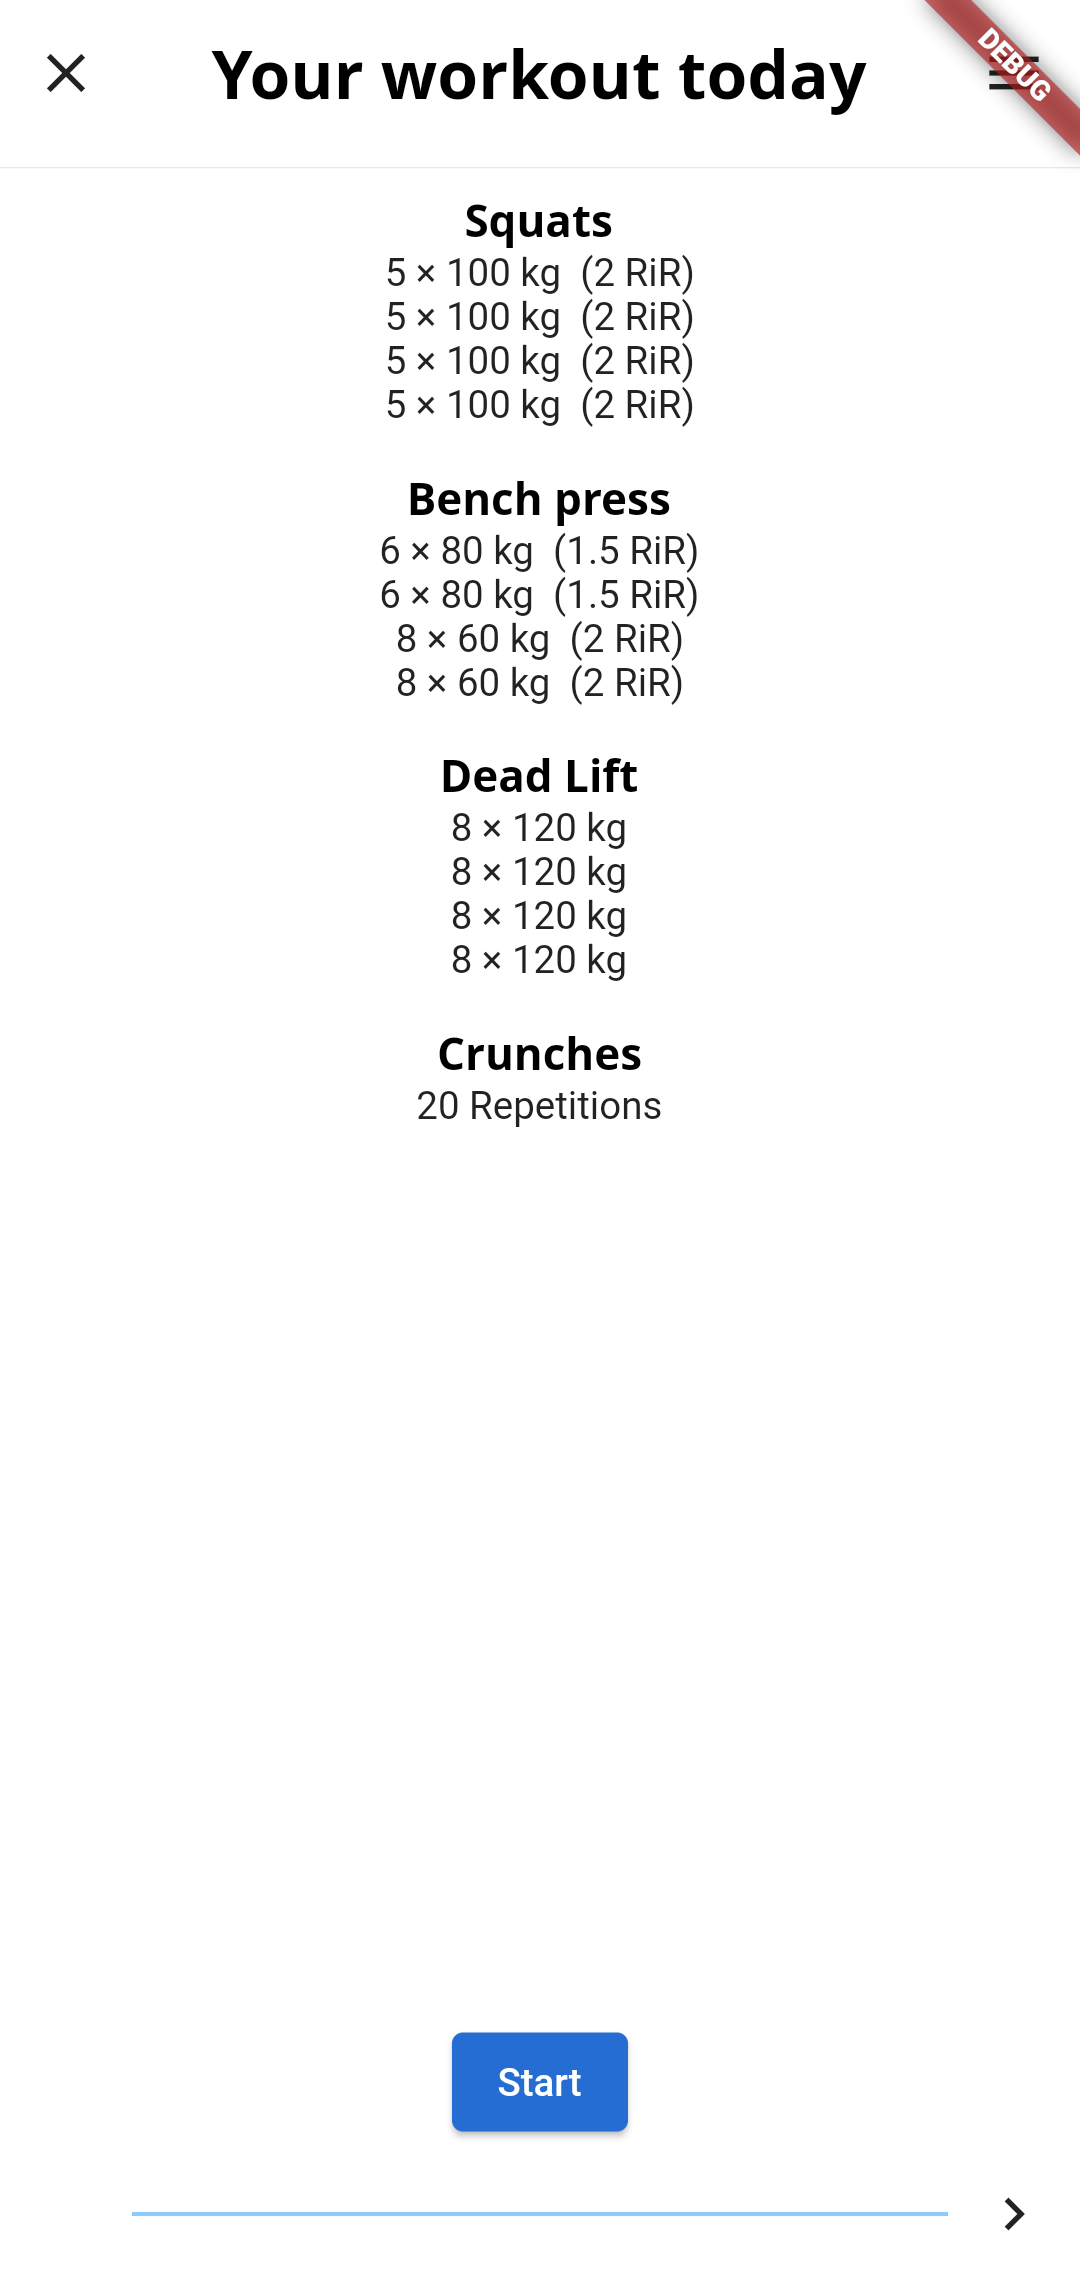 Your workout today
DEBUG
Squats
5 × 100 kg (2 RiR)
5 × 100 kg (2 RiR)
5 × 100 kg (2 RiR)
5 × 100 kg (2 RiR)
Bench press
6 × 80 kg (1.5 RiR)
6 × 80 kg (1.5 RiR)
8 × 60 kg (2 RiR)
8 × 60 kg (2 RiR)
Dead Lift
8 × 120 kg
8 × 120 kg
8 × 120 kg
8 × 120 kg
Crunches
20 Repetitions
Start